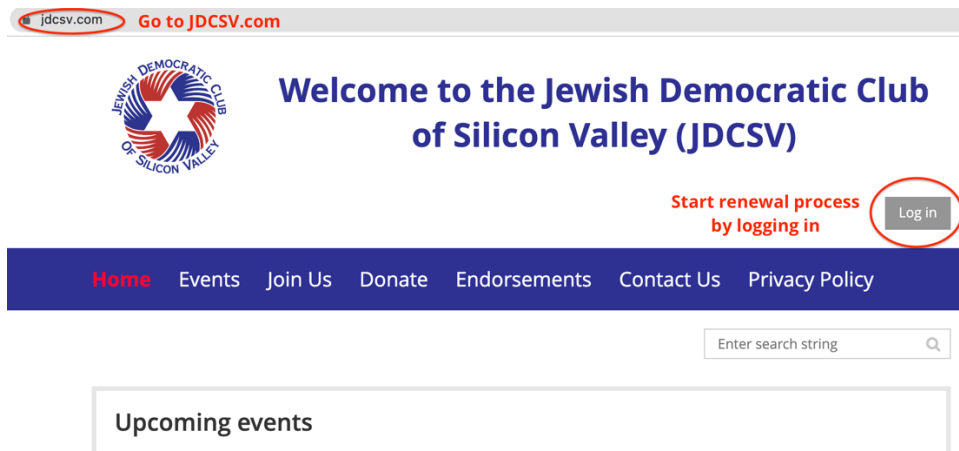 jdcsv.com Go to JDCSV.com
JEWISH DEMOCRATIC CLUB
OF SILICON VALLEY
Welcome to the Jewish Democratic Club
of Silicon Valley (JDCSV)
Start renewal process
by logging in
Log in
Home Events Join Us Donate Endorsements Contact Us Privacy Policy
Enter search string
Upcoming events